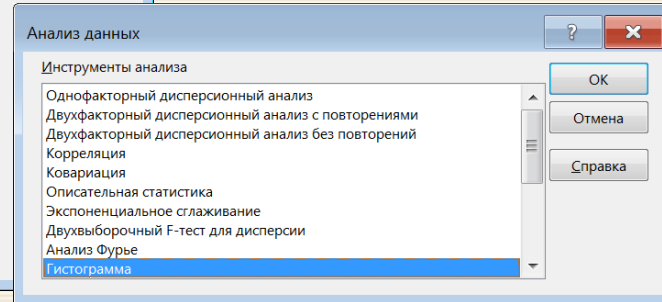 Анализ данных
?
Инструменты анализа
ОК
Однофакторный дисперсионный анализ
Двухфакторный дисперсионный анализ с повторениями
Отмена
Двухфакторный дисперсионный анализ без повторений
Корреляция
Ковариация
Справка
Описательная статистика
Экспоненциальное сглаживание
Двухвыборочный F-тест для дисперсии
Анализ Фурье
Гистограмма